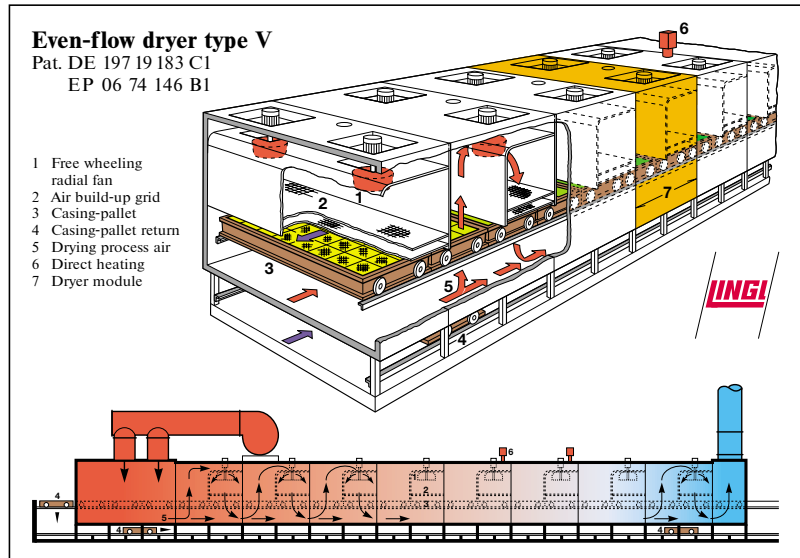 Even-flow dryer type V
Pat. DE 197 19 183 C1
EP 06 74 146 B1
1 Free wheeling
radial fan
2 Air build-up grid
3 Casing-pallet
4 Casing-pallet return
5 Drying process air
6 Direct heating
7 Dryer module
6
1
2
7
3
5
4
LINGL
6
4
2
3
5
4
4